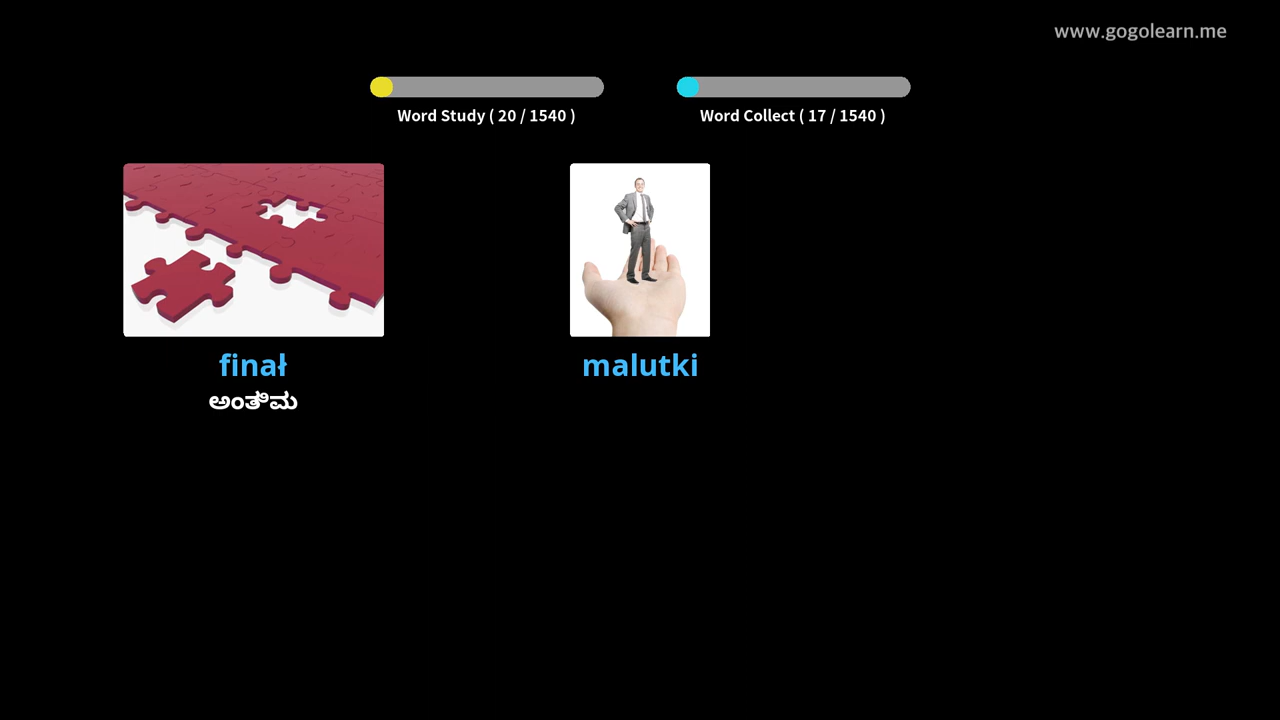 www.gogolearn.me
Word Study ( 20 / 1540 )
Word Collect ( 17 / 1540 )
finał
malutki
ಅಂತಿಮ